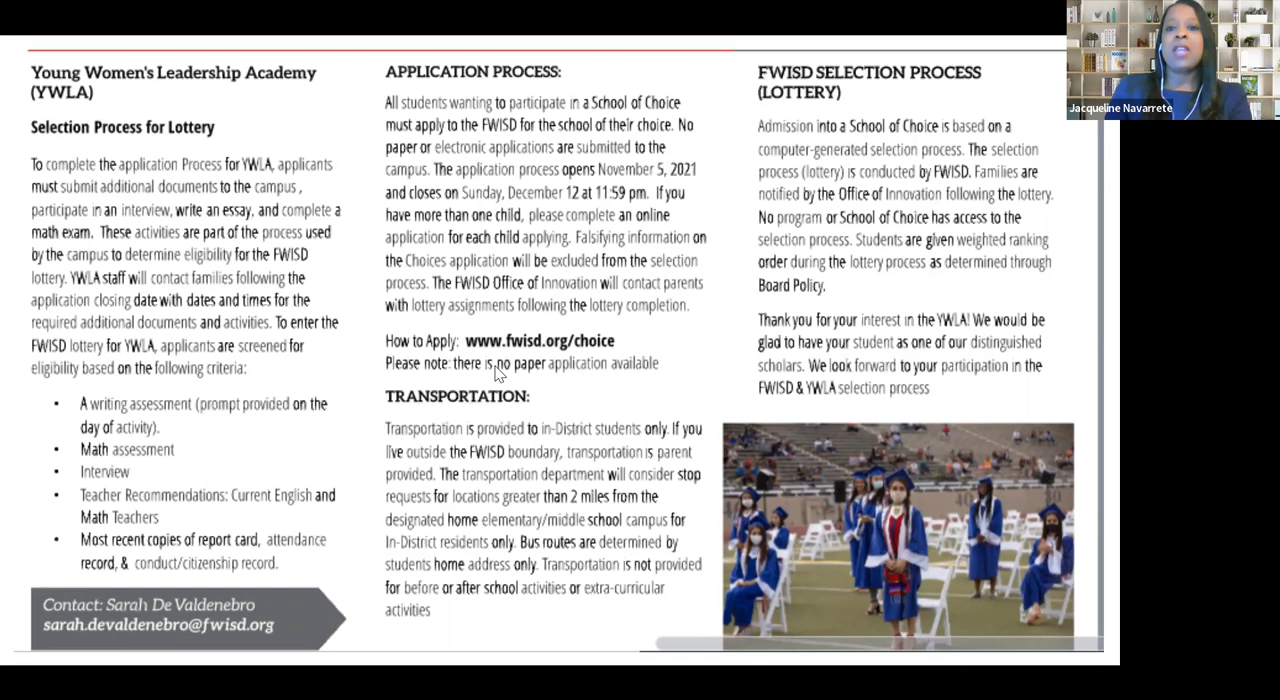 Young Women's Leadership Academy
(YWLA)
Selection Process for Lottery
To complete the application Process for YWLA, applicants
must submit additional documents to the campus ,
participate in an interview, write an essay, and complete a
math exam. These activities are part of the process used
by the campus to determine eligibility for the FWISD
lottery. YWLA staff will contact families following the
application closing date with dates and times for the
required additional documents and activities. To enter the
FWISD lottery for YWLA, applicants are screened for
eligibility based on the following criteria:
• A writing assessment (prompt provided on the
day of activity).
• Math assessment
• Interview
• Teacher Recommendations: Current English and
Math Teachers
• Most recent copies of report card, attendance
record, & conduct/citizenship record.
Contact: Sarah De Valdenebro
sarah.devaldenebro@fwisd.org
APPLICATION PROCESS:
All students wanting to participate in a School of Choice
must apply to the FWISD for the school of their choice. No
paper or electronic applications are submitted to the
campus. The application process opens November 5, 2021
and closes on Sunday, December 12 at 11:59 pm. If you
have more than one child, please complete an online
application for each child applying. Falsifying information on
the Choices application will be excluded from the selection
process. The FWISD Office of Innovation will contact parents
with lottery assignments following the lottery completion.
How to Apply: www.fwisd.org/choice
Please note: there is no paper application available
TRANSPORTATION:
Transportation is provided to in-District students only. If you
live outside the FWISD boundary, transportation is parent
provided. The transportation department will consider stop
requests for locations greater than 2 miles from the
designated home elementary/middle school campus for
In-District residents only. Bus routes are determined by
students home address only. Transportation is not provided
for before or after school activities or extra-curricular
activities
FWISD SELECTION PROCESS
(LOTTERY)
Admission into a School of Choice is based on a
computer-generated selection process. The selection
process (lottery) is conducted by FWISD. Families are
notified by the Office of Innovation following the lottery.
No program or School of Choice has access to the
selection process. Students are given weighted ranking
order during the lottery process as determined through
Board Policy.
Thank you for your interest in the YWLA! We would be
glad to have your student as one of our distinguished
scholars. We look forward to your participation in the
FWISD & YWLA selection process
Jacqueline Navarrete